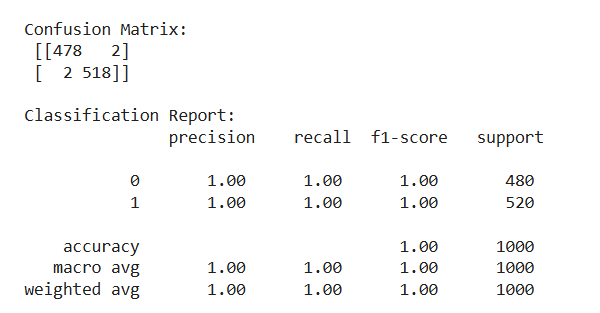 Confusion Matrix:
[[478   2]
[  2 518]]
Classification Report:
precision    recall  f1-score   support
0       1.00      1.00      1.00       480
1       1.00      1.00      1.00       520
accuracy                           1.00      1000
macro avg       1.00      1.00      1.00      1000
weighted avg       1.00      1.00      1.00      1000